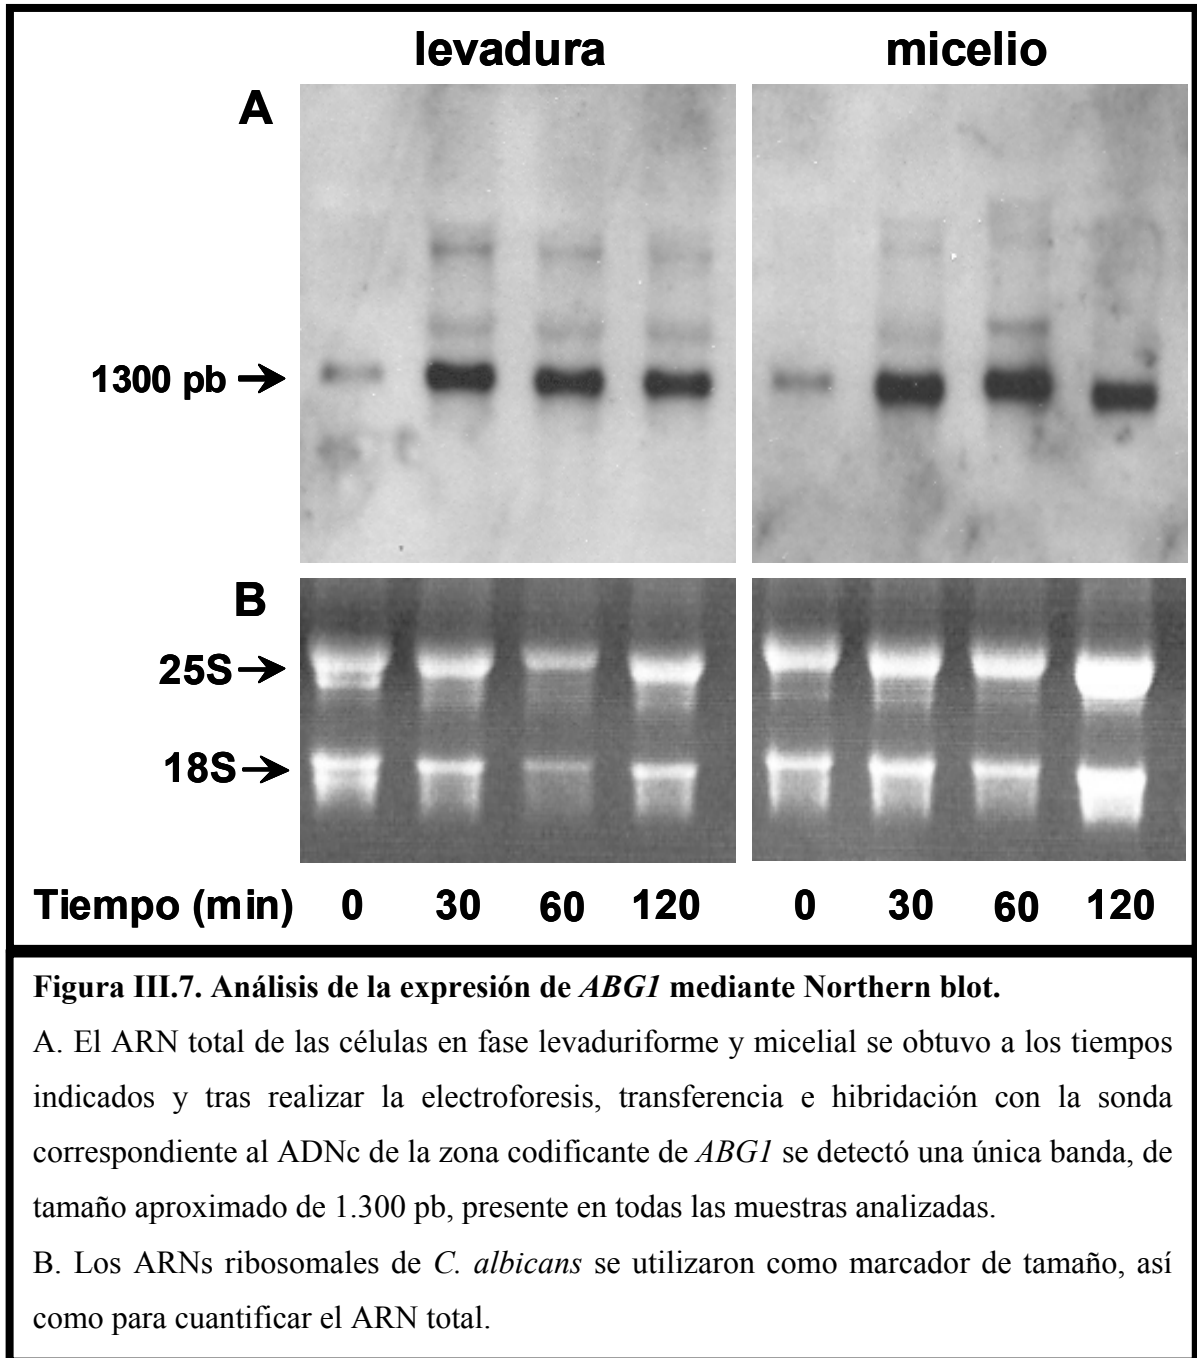 levadura micelio
A
1300 pb
B
25S
18S
Tiempo (min) 0 30 60 120 0 30 60 120
Figura III.7. Análisis de la expresión de ABG1 mediante Northern blot.
A. El ARN total de las células en fase levaduriforme y micelial se obtuvo a los tiempos
indicados y tras realizar la electroforesis, transferencia e hibridación con la sonda
correspondiente al ADNc de la zona codificante de ABG1 se detectó una única banda, de
tamaño aproximado de 1.300 pb, presente en todas las muestras analizadas.
B. Los ARNs ribosomales de C. albicans se utilizaron como marcador de tamaño, así
como para cuantificar el ARN total.